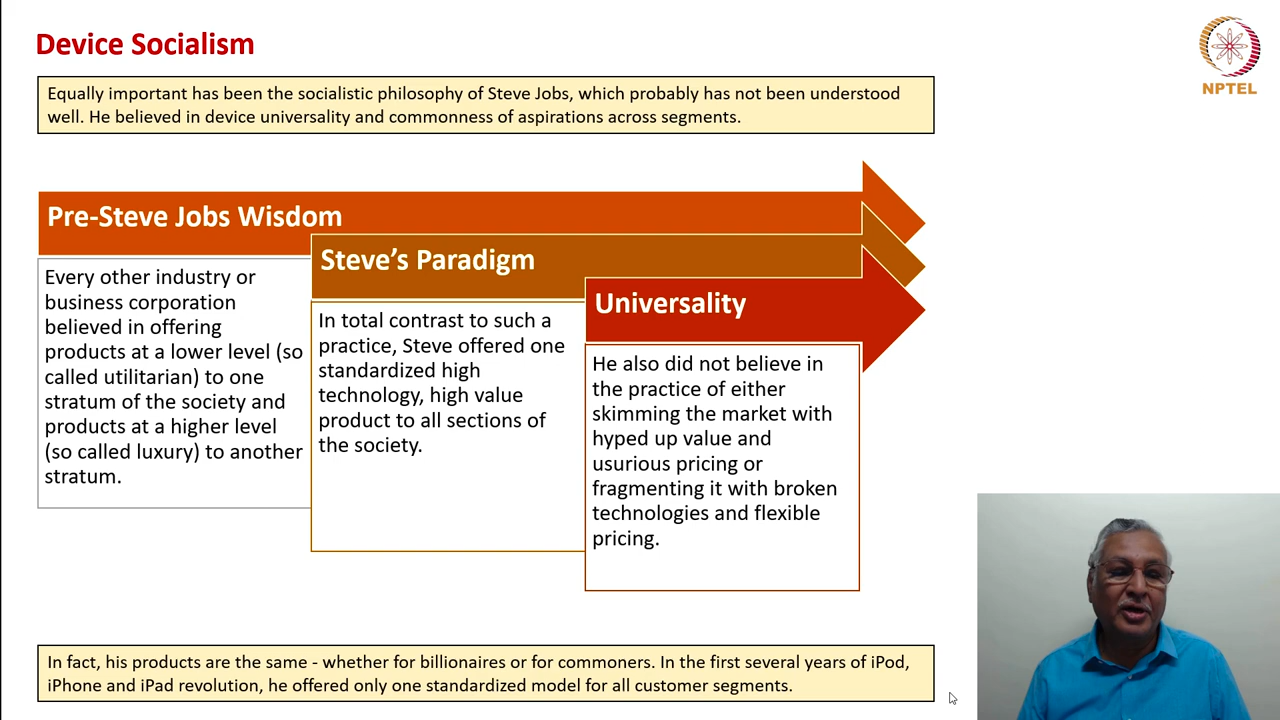 Device Socialism
NPTEL
Equally important has been the socialistic philosophy of Steve Jobs, which probably has not been understood
well. He believed in device universality and commonness of aspirations across segments.
Pre-Steve Jobs Wisdom
Every other industry or
business corporation
believed in offering
products at a lower level (so
called utilitarian) to one
stratum of the society and
products at a higher level
(so called luxury) to another
stratum.
Steve’s Paradigm
In total contrast to such a
practice, Steve offered one
standardized high
technology, high value
product to all sections of
the society.
Universality
He also did not believe in
the practice of either
skimming the market with
hyped up value and
usurious pricing or
fragmenting it with broken
technologies and flexible
pricing.
In fact, his products are the same - whether for billionaires or for commoners. In the first several years of iPod,
iPhone and iPad revolution, he offered only one standardized model for all customer segments.